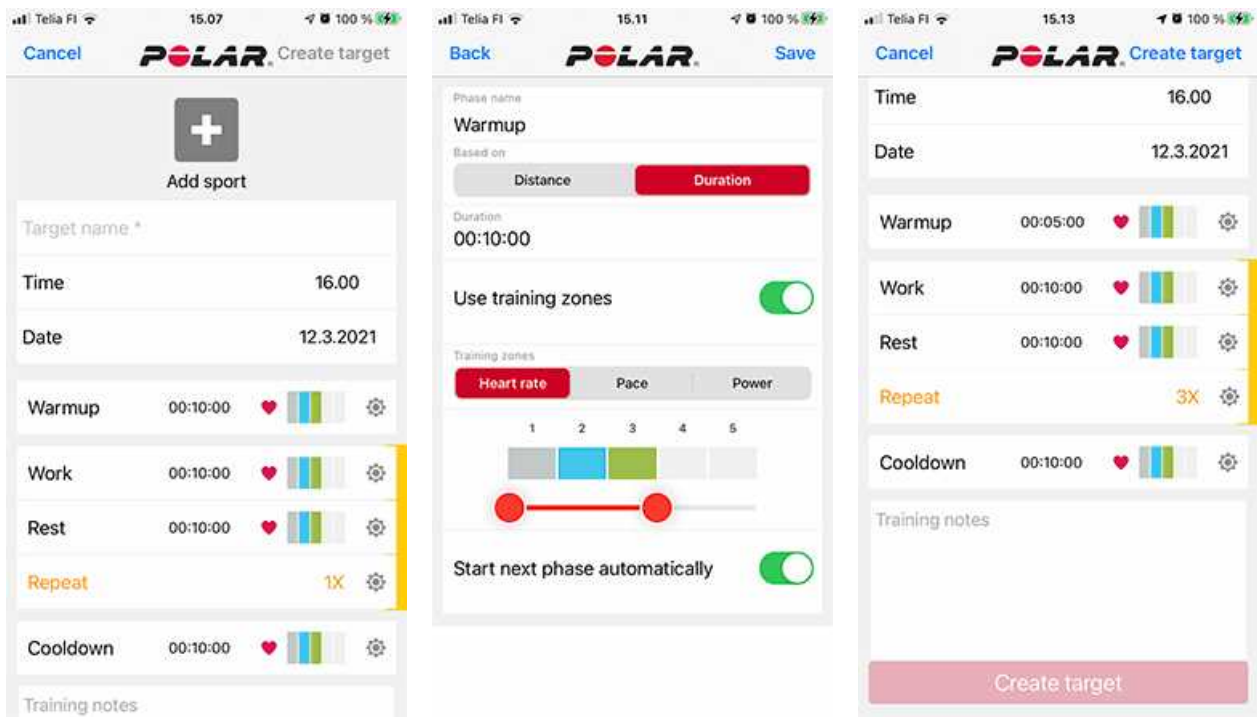 Telia FI 15.07 100 %
Cancel POLAR Create target
Add sport
Target name *
Time 16.00
Date 12.3.2021
Warmup 00:10:00
Work 00:10:00
Rest 00:10:00
Repeat 1X
Cooldown 00:10:00
Training notes
Telia FI 15.11 100 %
Back POLAR Save
Phase name
Warmup
Based on
Distance Duration
Duration
00:10:00
Use training zones
Training zones
Heart rate Pace Power
1 2 3 4 5
Start next phase automatically
Telia FI 15.13 100 %
Cancel POLAR Create target
Time 16.00
Date 12.3.2021
Warmup 00:05:00
Work 00:10:00
Rest 00:10:00
Repeat 3X
Cooldown 00:10:00
Training notes
Create target